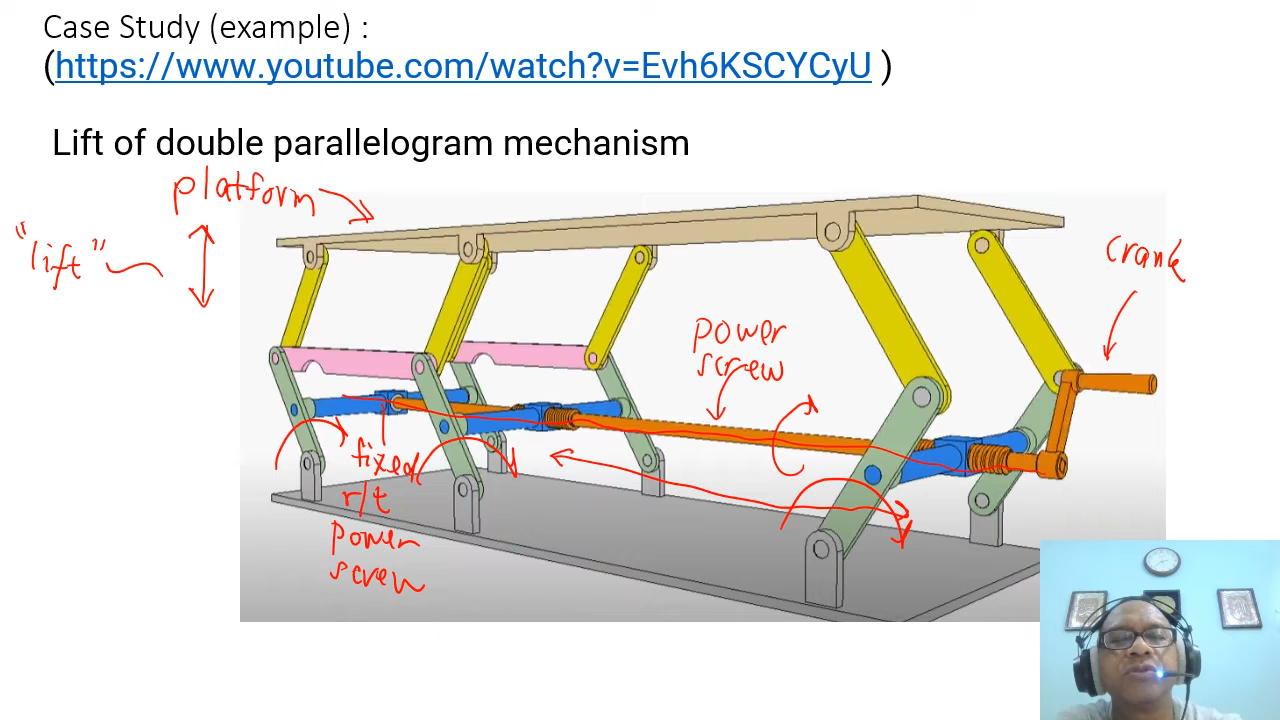 Case Study (example) :
(https://www.youtube.com/watch?v=Evh6KSCYCyU )
Lift of double parallelogram mechanism
platform
"lift"
crank
power
screw
fixed
r/t
power
screw